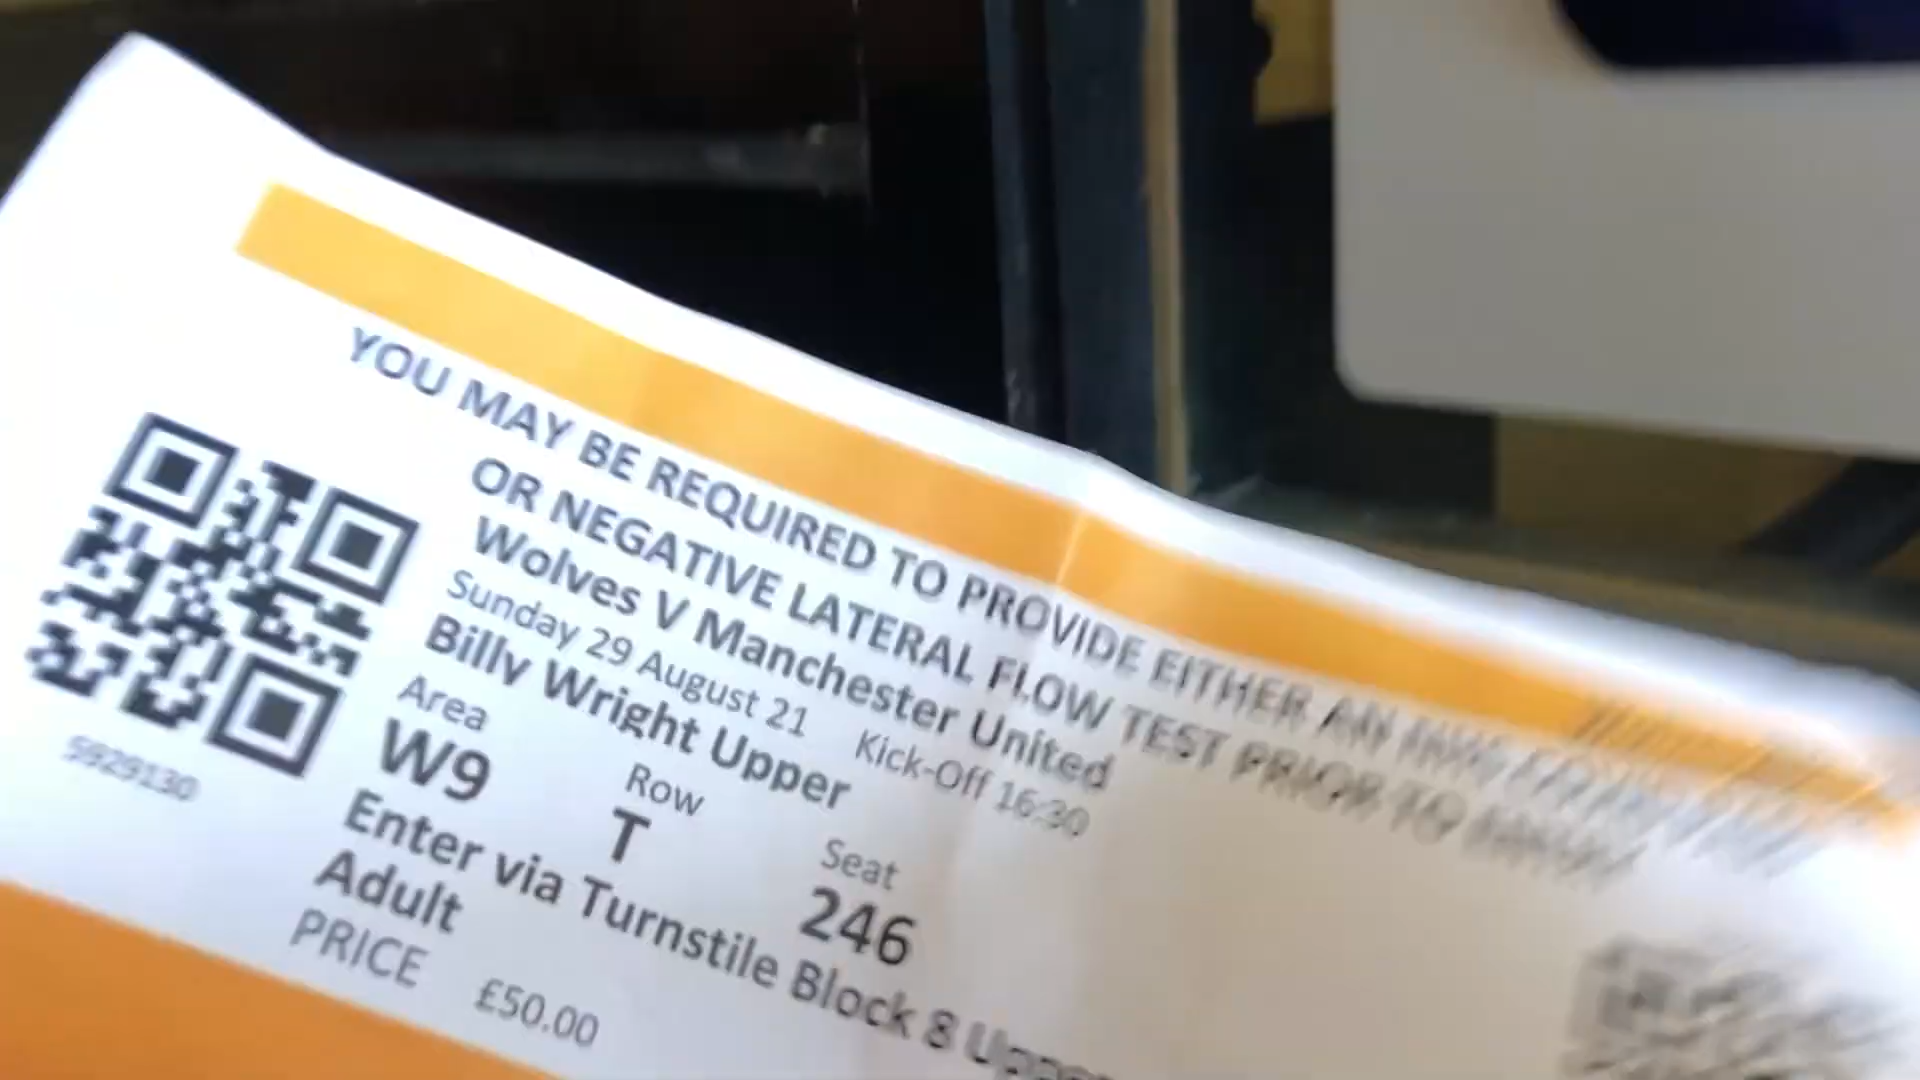 YOU MAY BE REQUIRED TO PROVIDE EITHER AN
OR NEGATIVE LATERAL FLOW TEST PRIOR TO
Wolves V Manchester United
Sunday 29 August 21 Kick-Off 16:30
Billy Wright Upper
Area Row Seat
W9 T 246
Enter via Turnstile Block 8 Upper
Adult
PRICE £50.00
5929130